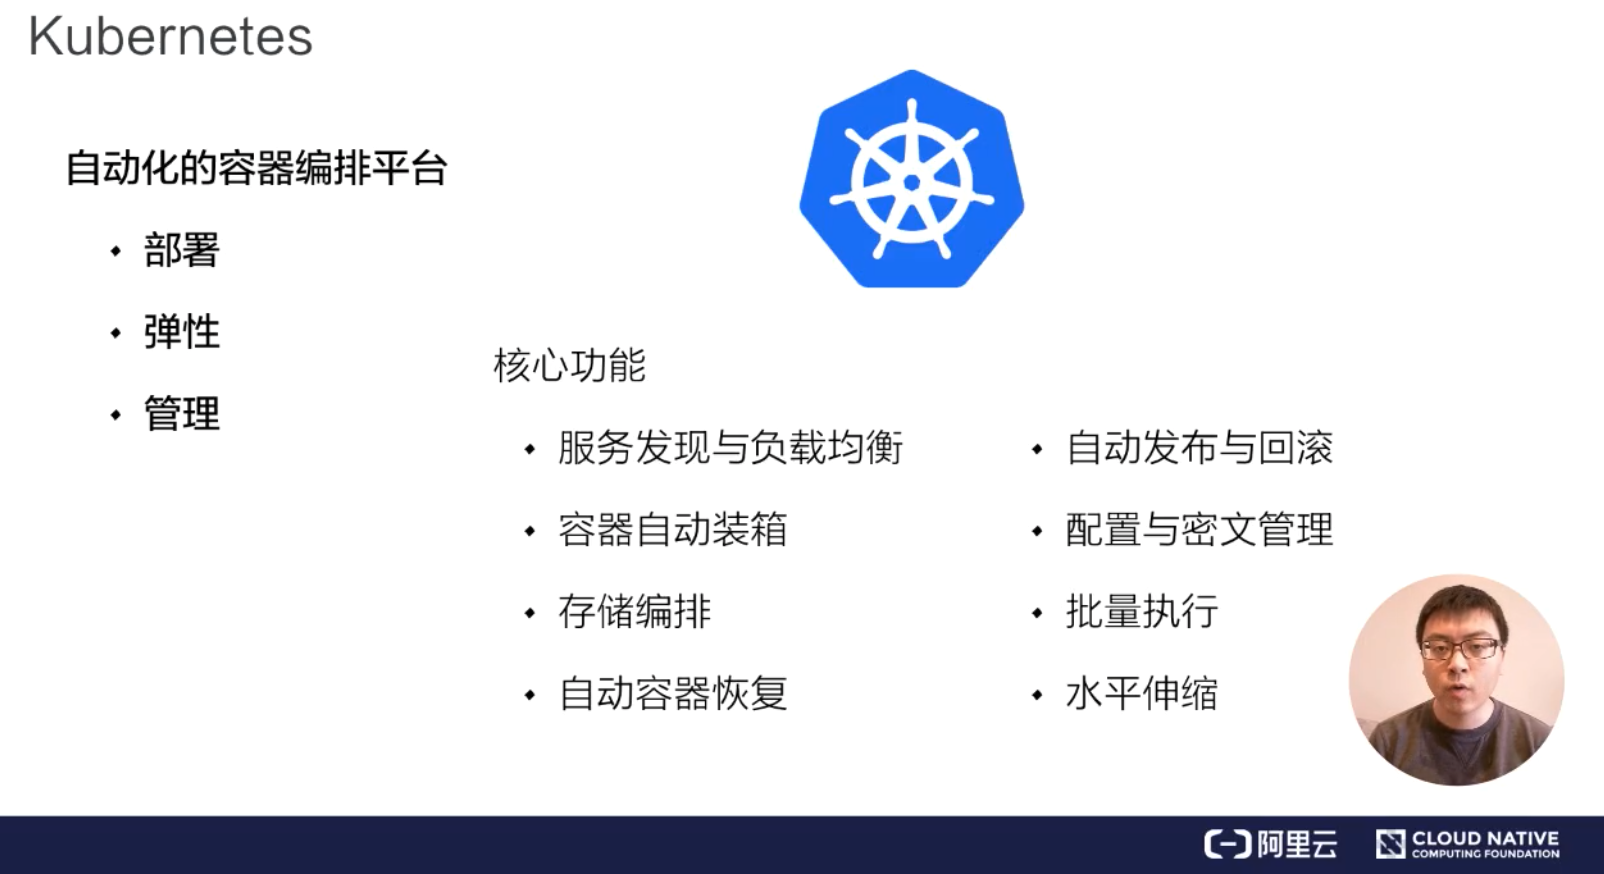 Kubernetes
自动化的容器编排平台
• 部署
• 弹性
• 管理
核心功能
• 服务发现与负载均衡
• 容器自动装箱
• 存储编排
• 自动容器恢复
• 自动发布与回滚
• 配置与密文管理
• 批量执行
• 水平伸缩
阿里云
CLOUD NATIVE
COMPUTING FOUNDATION